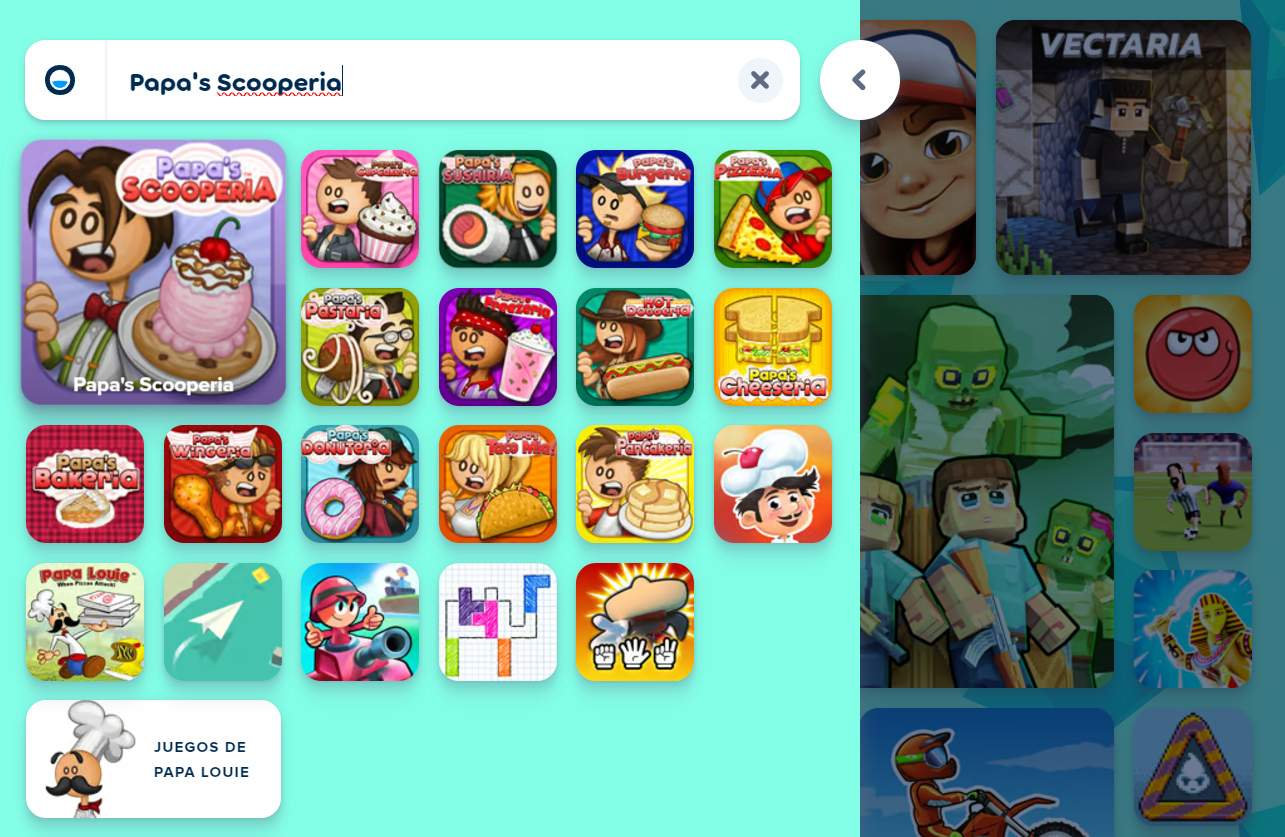 Papa's Scooperia
VECTARIA
Papa's
SCOOPERIA
Papa's Scooperia
Papa's
Cupcakeria
Papa's
SUSHIRIA
Papa's
Burgeria
Papa's
PIZZERIA
Papa's
Pastaria
Papa's
Freezeria
Papa's
HOT
Doggeria
Papa's
Cheeseria
Papa's
Bakeria
Papa's
Wingeria
Papa's
DONUTERIA
Papa's
Taco Mia!
Papa's
Pancakeria
Papa Louie
When Pizzas Attack!
JUEGOS DE
PAPA LOUIE